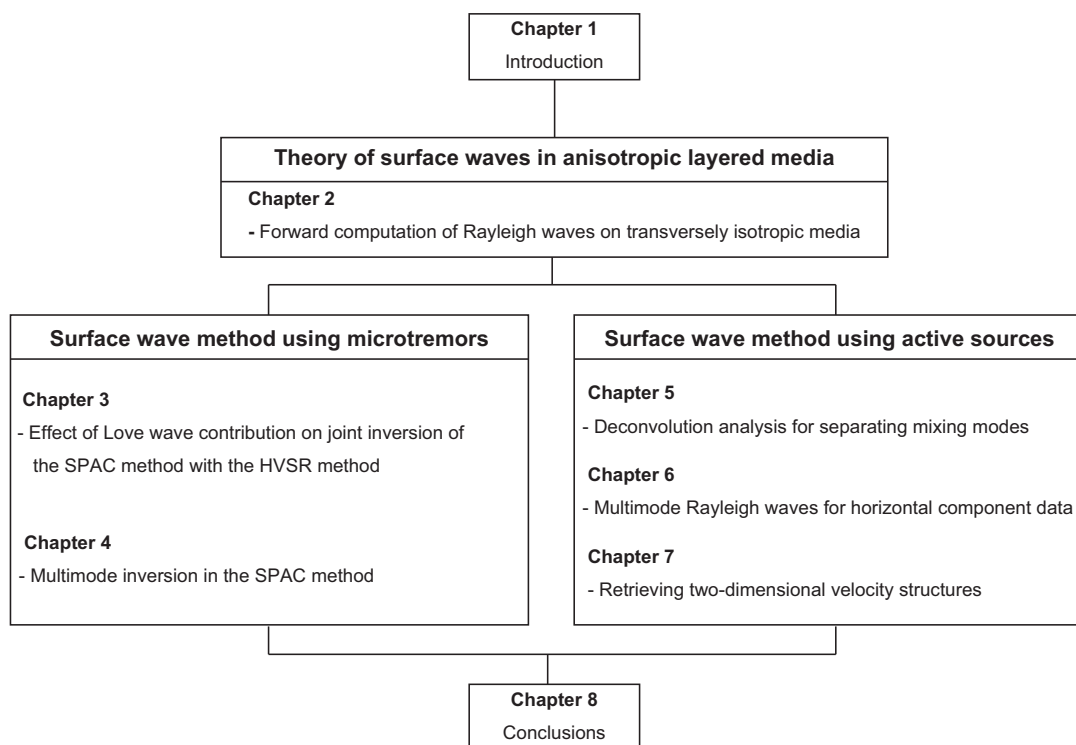 Chapter 1
Introduction
Theory of surface waves in anisotropic layered media
Chapter 2
- Forward computation of Rayleigh waves on transversely isotropic media
Surface wave method using microtremors
Chapter 3
- Effect of Love wave contribution on joint inversion of
the SPAC method with the HVSR method
Chapter 4
- Multimode inversion in the SPAC method
Surface wave method using active sources
Chapter 5
- Deconvolution analysis for separating mixing modes
Chapter 6
- Multimode Rayleigh waves for horizontal component data
Chapter 7
- Retrieving two-dimensional velocity structures
Chapter 8
Conclusions